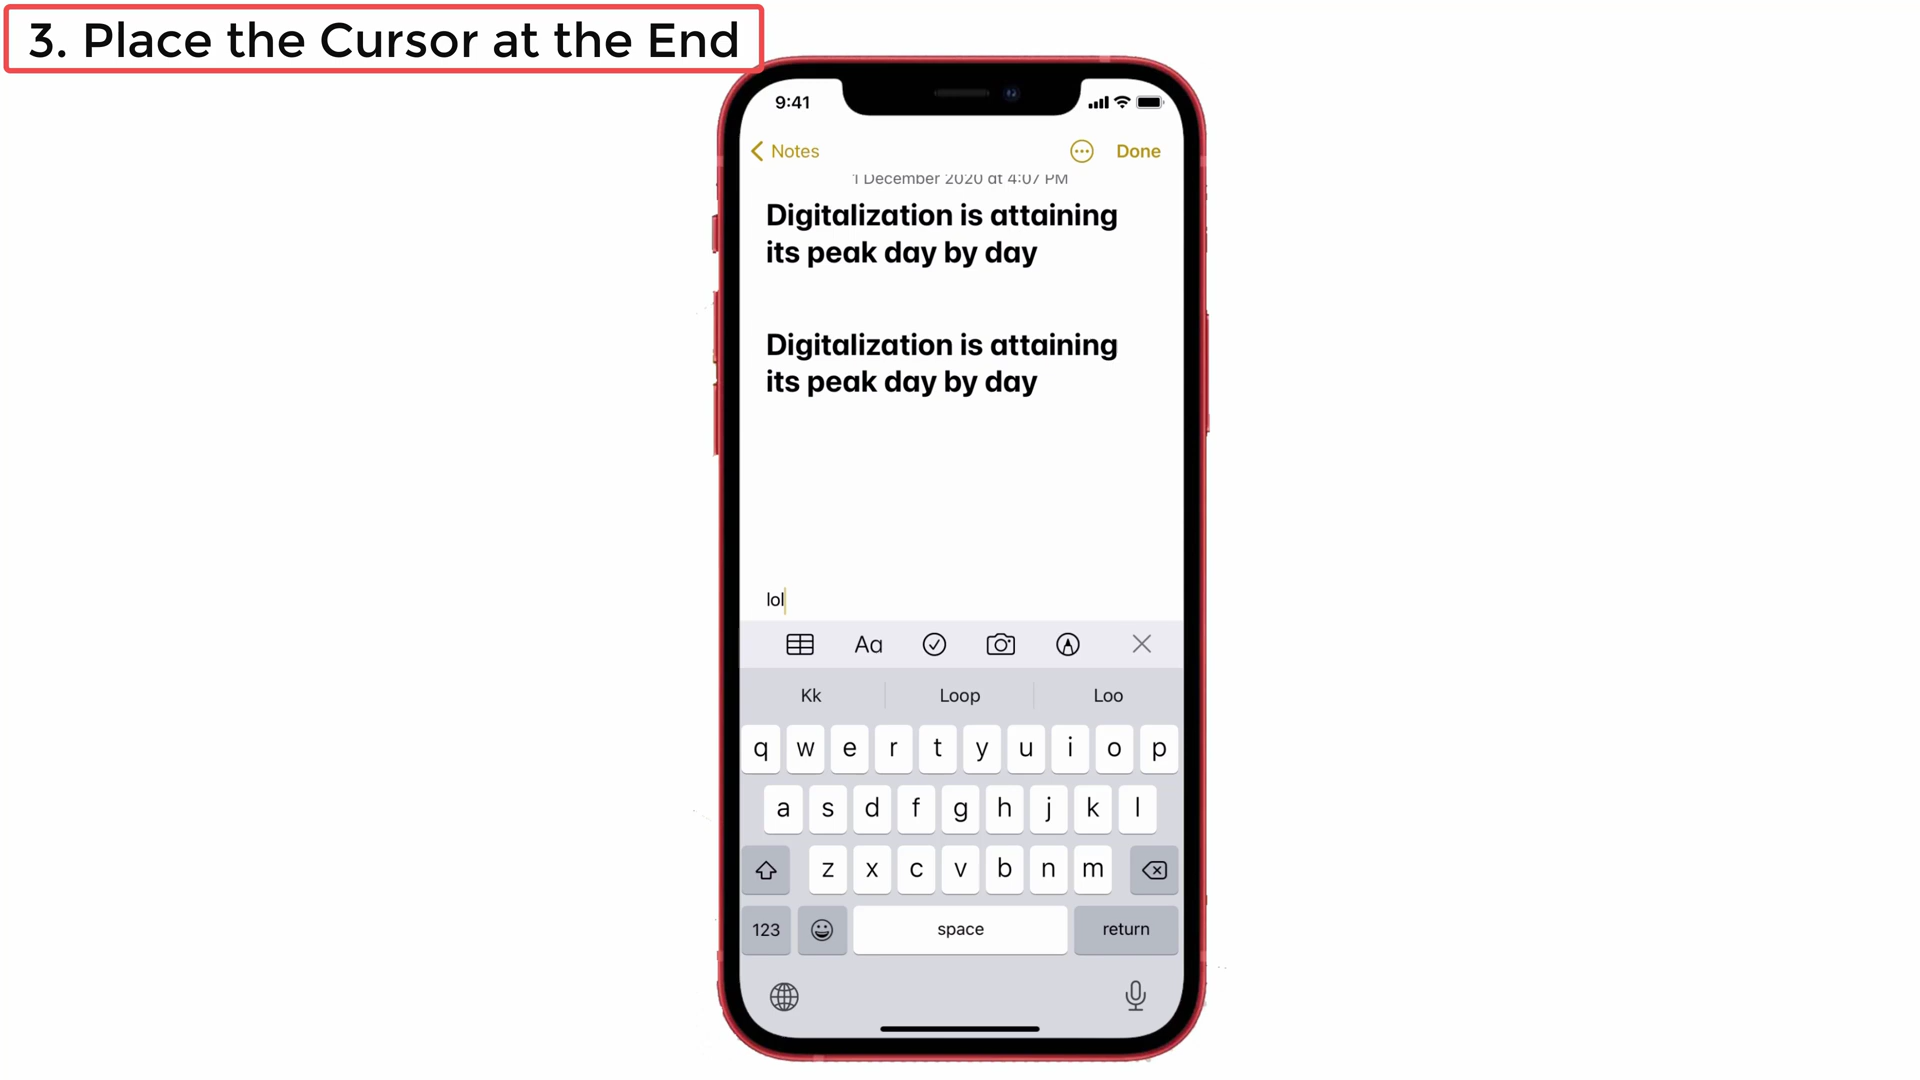 3. Place the Cursor at the End
9:41
Notes
Done
1 December 2020 at 4:07 PM
Digitalization is attaining
its peak day by day
Digitalization is attaining
its peak day by day
lol
Aa
Kk Loop Loo
q w e r t y u i o p
a s d f g h j k l
z x c v b n m
123 space return